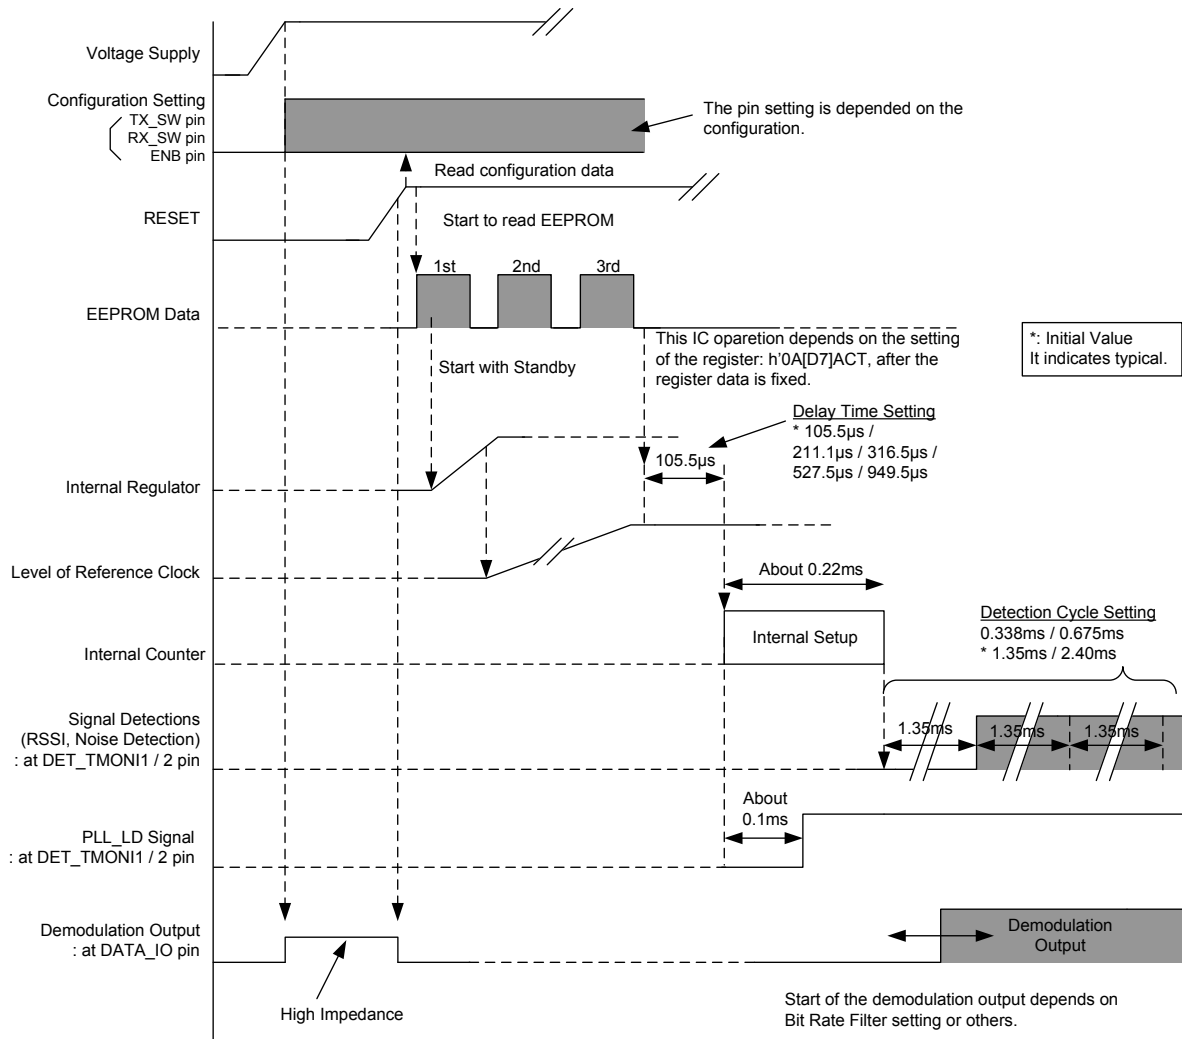 Voltage Supply
Configuration Setting
TX_SW pin
RX_SW pin
ENB pin
The pin setting is depended on the
configuration.
Read configuration data
RESET
Start to read EEPROM
1st
2nd
3rd
EEPROM Data
This IC oparetion depends on the setting
of the register: h'0A[D7]ACT, after the
register data is fixed.
*: Initial Value
It indicates typical.
Start with Standby
Delay Time Setting
* 105.5µs /
211.1µs / 316.5µs /
527.5µs / 949.5µs
105.5µs
Internal Regulator
Level of Reference Clock
About 0.22ms
Internal Setup
Internal Counter
Detection Cycle Setting
0.338ms / 0.675ms
* 1.35ms / 2.40ms
Signal Detections
(RSSI, Noise Detection)
: at DET_TMONI1 / 2 pin
1.35ms
1.35ms
1.35ms
About
0.1ms
PLL_LD Signal
: at DET_TMONI1 / 2 pin
Demodulation Output
: at DATA_IO pin
Demodulation
Output
High Impedance
Start of the demodulation output depends on
Bit Rate Filter setting or others.